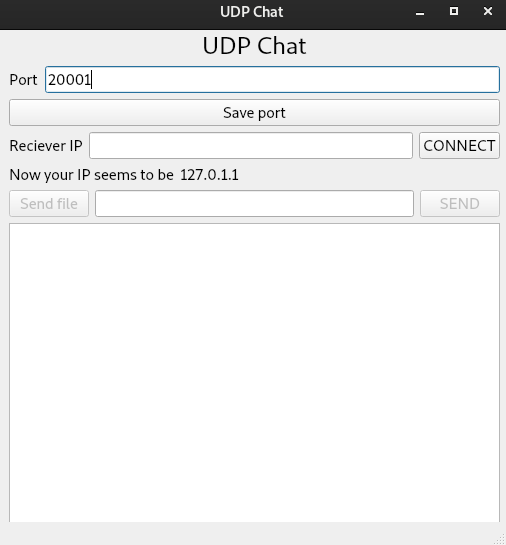 UDP Chat
UDP Chat
Port 20001
Save port
Reciever IP CONNECT
Now your IP seems to be 127.0.1.1
Send file SEND